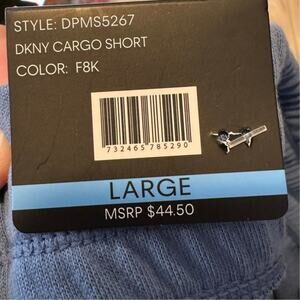 STYLE: DPMS5267
DKNY CARGO SHORT
COLOR: F8K
732465785290
LARGE
MSRP $44.50